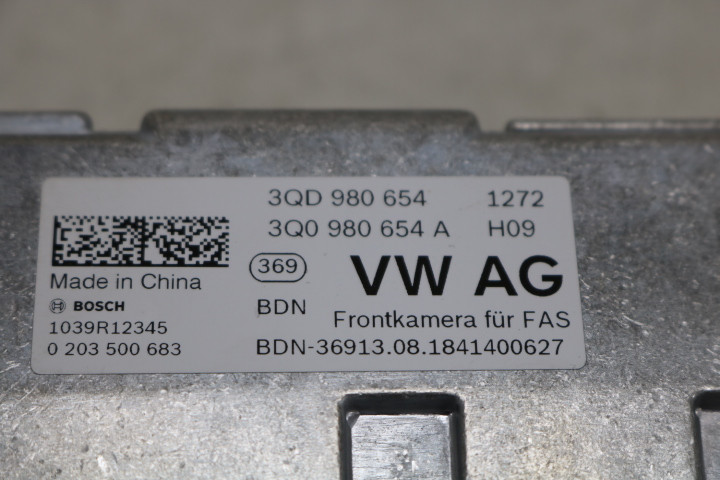 3QD 980 654 1272
3Q0 980 654 A H09
369 VW AG
Made in China
BOSCH BDN Frontkamera für FAS
1039R12345
0 203 500 683 BDN-36913.08.1841400627